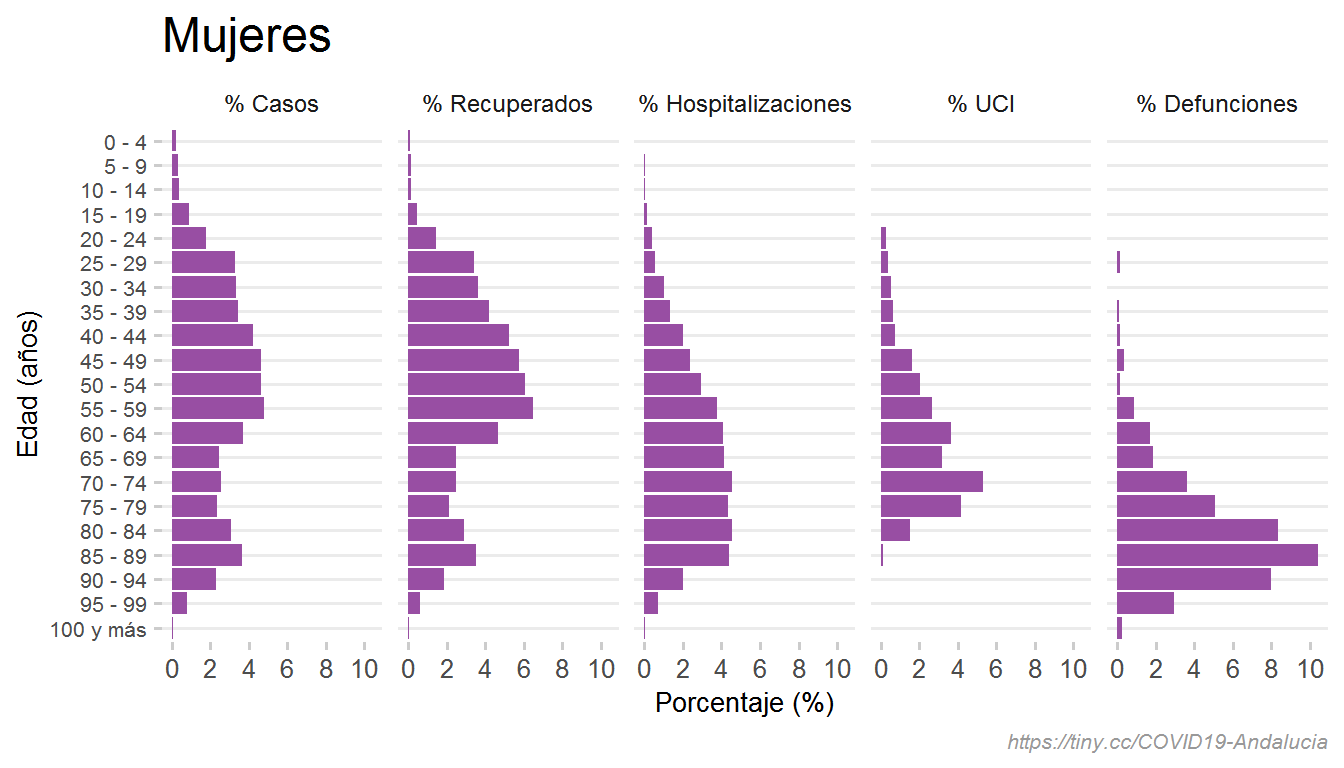 Mujeres
% Casos % Recuperados % Hospitalizaciones % UCI % Defunciones
0 - 4
5 - 9
10 - 14
15 - 19
20 - 24
25 - 29
30 - 34
35 - 39
40 - 44
45 - 49
50 - 54
55 - 59
60 - 64
65 - 69
70 - 74
75 - 79
80 - 84
85 - 89
90 - 94
95 - 99
100 y más
Edad (años)
0 2 4 6 8 10 0 2 4 6 8 10 0 2 4 6 8 10 0 2 4 6 8 10 0 2 4 6 8 10
Porcentaje (%)
https://tiny.cc/COVID19-Andalucia